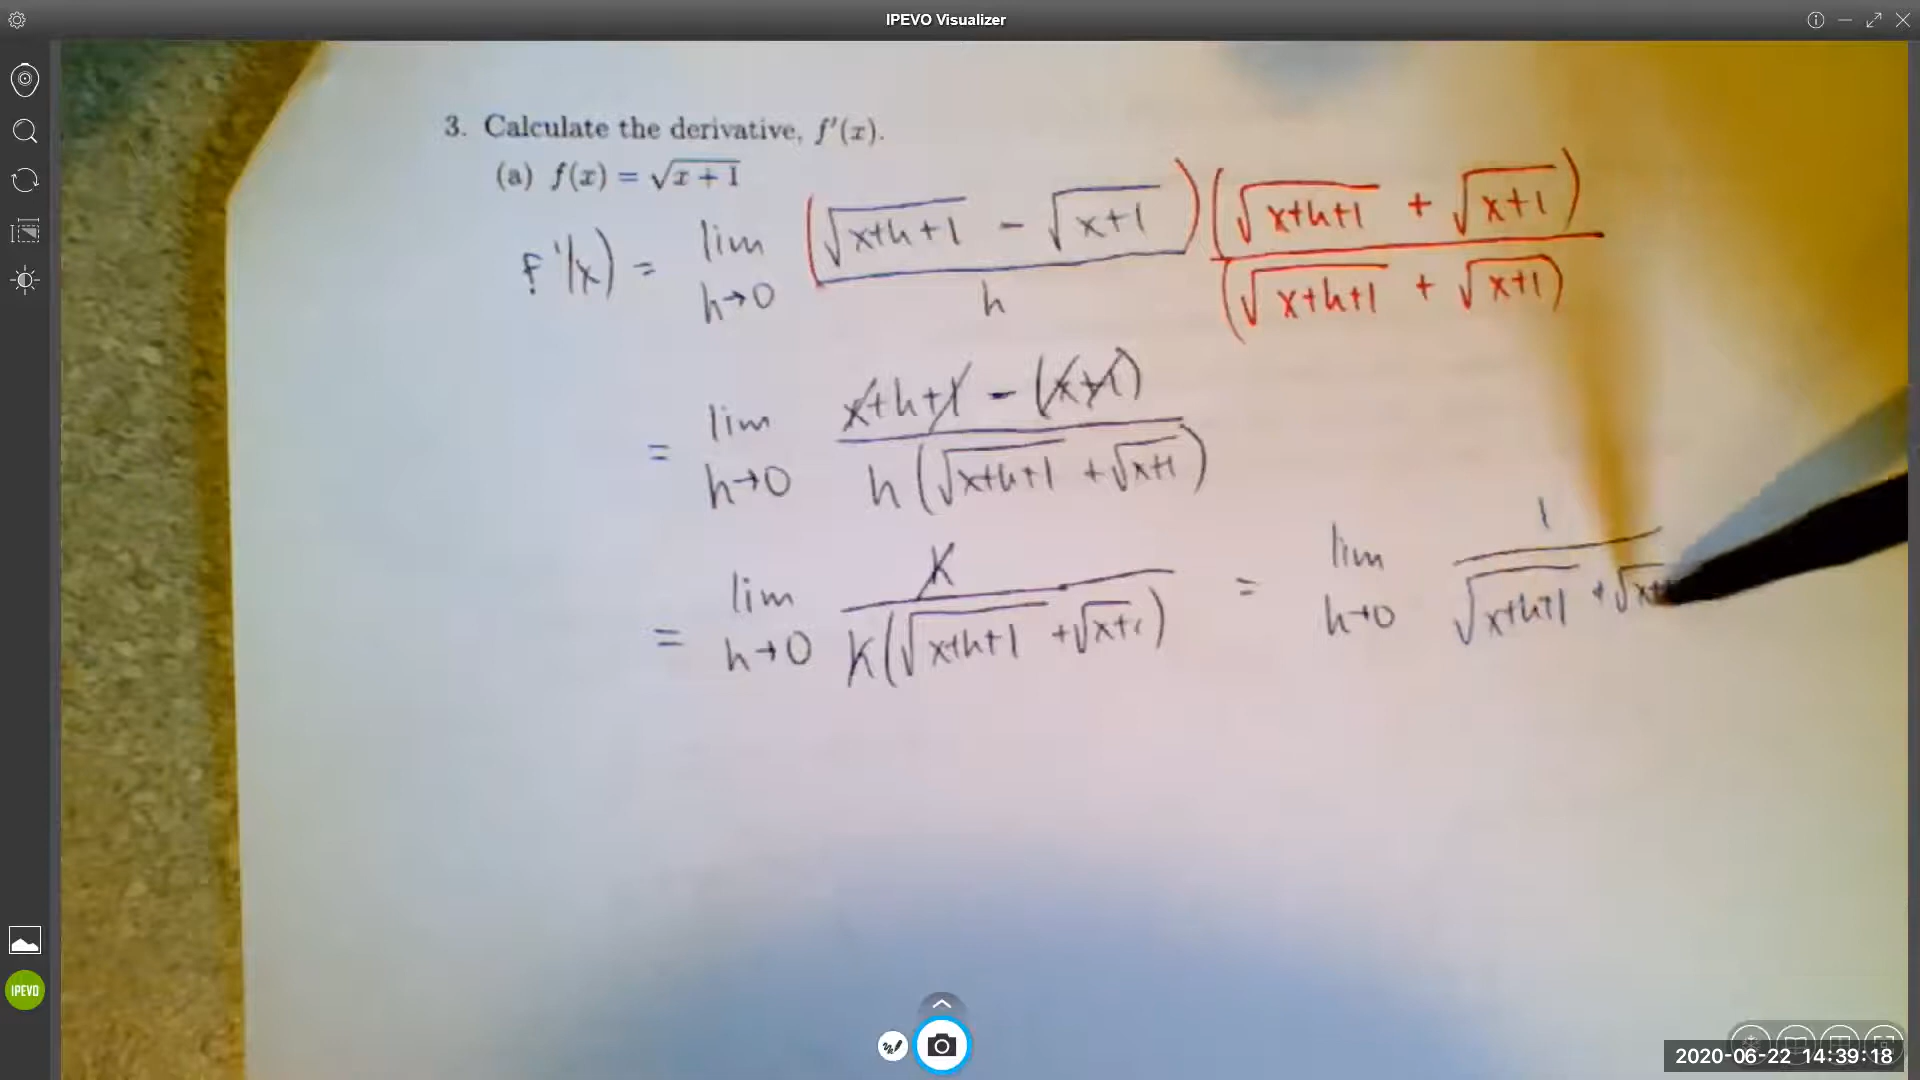 IPEVO Visualizer
3. Calculate the derivative, f'(x).
(a) f(x) = √(x+1)
f'(x) = lim h→0 (√(x+h+1) - √(x+1)) / h (√(x+h+1) + √(x+1)) / (√(x+h+1) + √(x+1))
= lim h→0 x+h+1 - (x+1) / h(√(x+h+1) + √(x+1))
= lim h→0 h / h(√(x+h+1) + √(x+1)) = lim h→0 1 / √(x+h+1) + √x+
IPEVO
2020-06-22 14:39:18